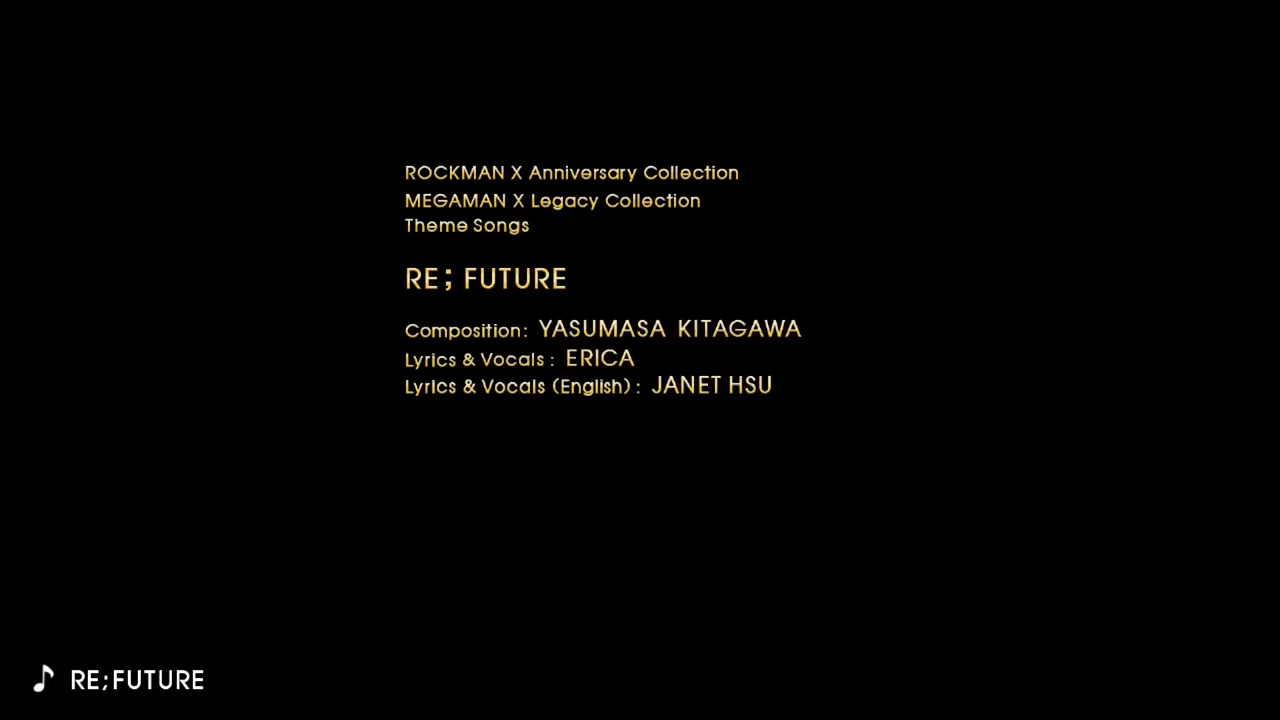 ROCKMAN X Anniversary Collection
MEGAMAN X Legacy Collection
Theme Songs
RE; FUTURE
Composition: YASUMASA KITAGAWA
Lyrics & Vocals : ERICA
Lyrics & Vocals (English) : JANET HSU
♪ RE;FUTURE